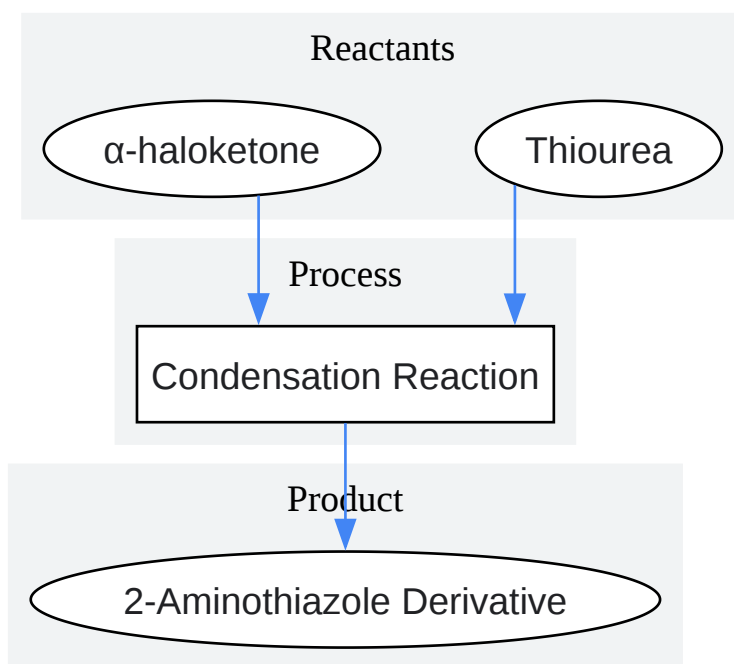 Reactants
α-haloketone
Thiourea
Process
Condensation Reaction
Product
2-Aminothiazole Derivative